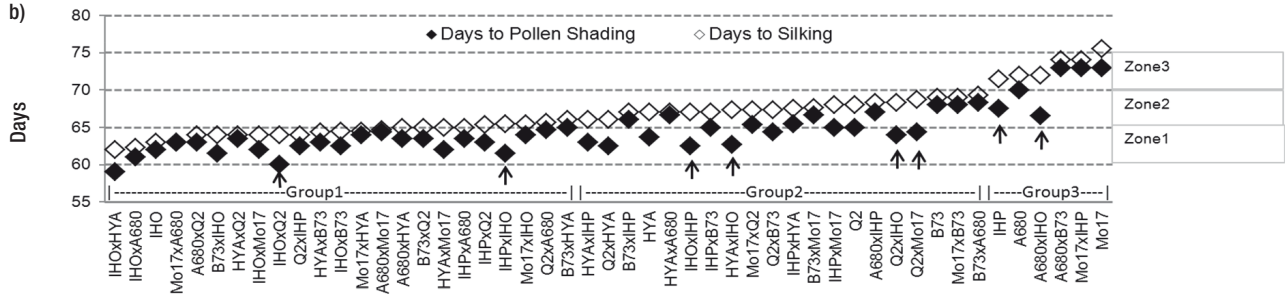 b)
Days
80
75
70
65
60
55
Days to Pollen Shading
Days to Silking
Zone3
Zone2
Zone1
Group1
Group2
Group3
IHOxHYA
IHOxA680
IHO
Mo17xA680
A680xQ2
B73xIHO
HYAxQ2
IHOxMo17
IHOxQ2
Q2xIHP
HYAxB73
IHOxB73
Mo17xHYA
A680xMo17
A680xHYA
B73xQ2
HYAxMo17
IHPxA680
IHPxQ2
IHPxIHO
Mo17xIHO
Q2xA680
B73xHYA
HYAxIHP
Q2xHYA
B73xIHP
HYA
HYAxA680
IHOxIHP
IHPxB73
HYAxIHO
Mo17xQ2
Q2xB73
IHPxHYA
B73xMo17
IHPxMo17
Q2
A680xIHP
Q2xIHO
Q2xMo17
B73
Mo17xB73
B73xA680
IHP
A680
A680xIHO
A680xB73
Mo17xIHP
Mo17